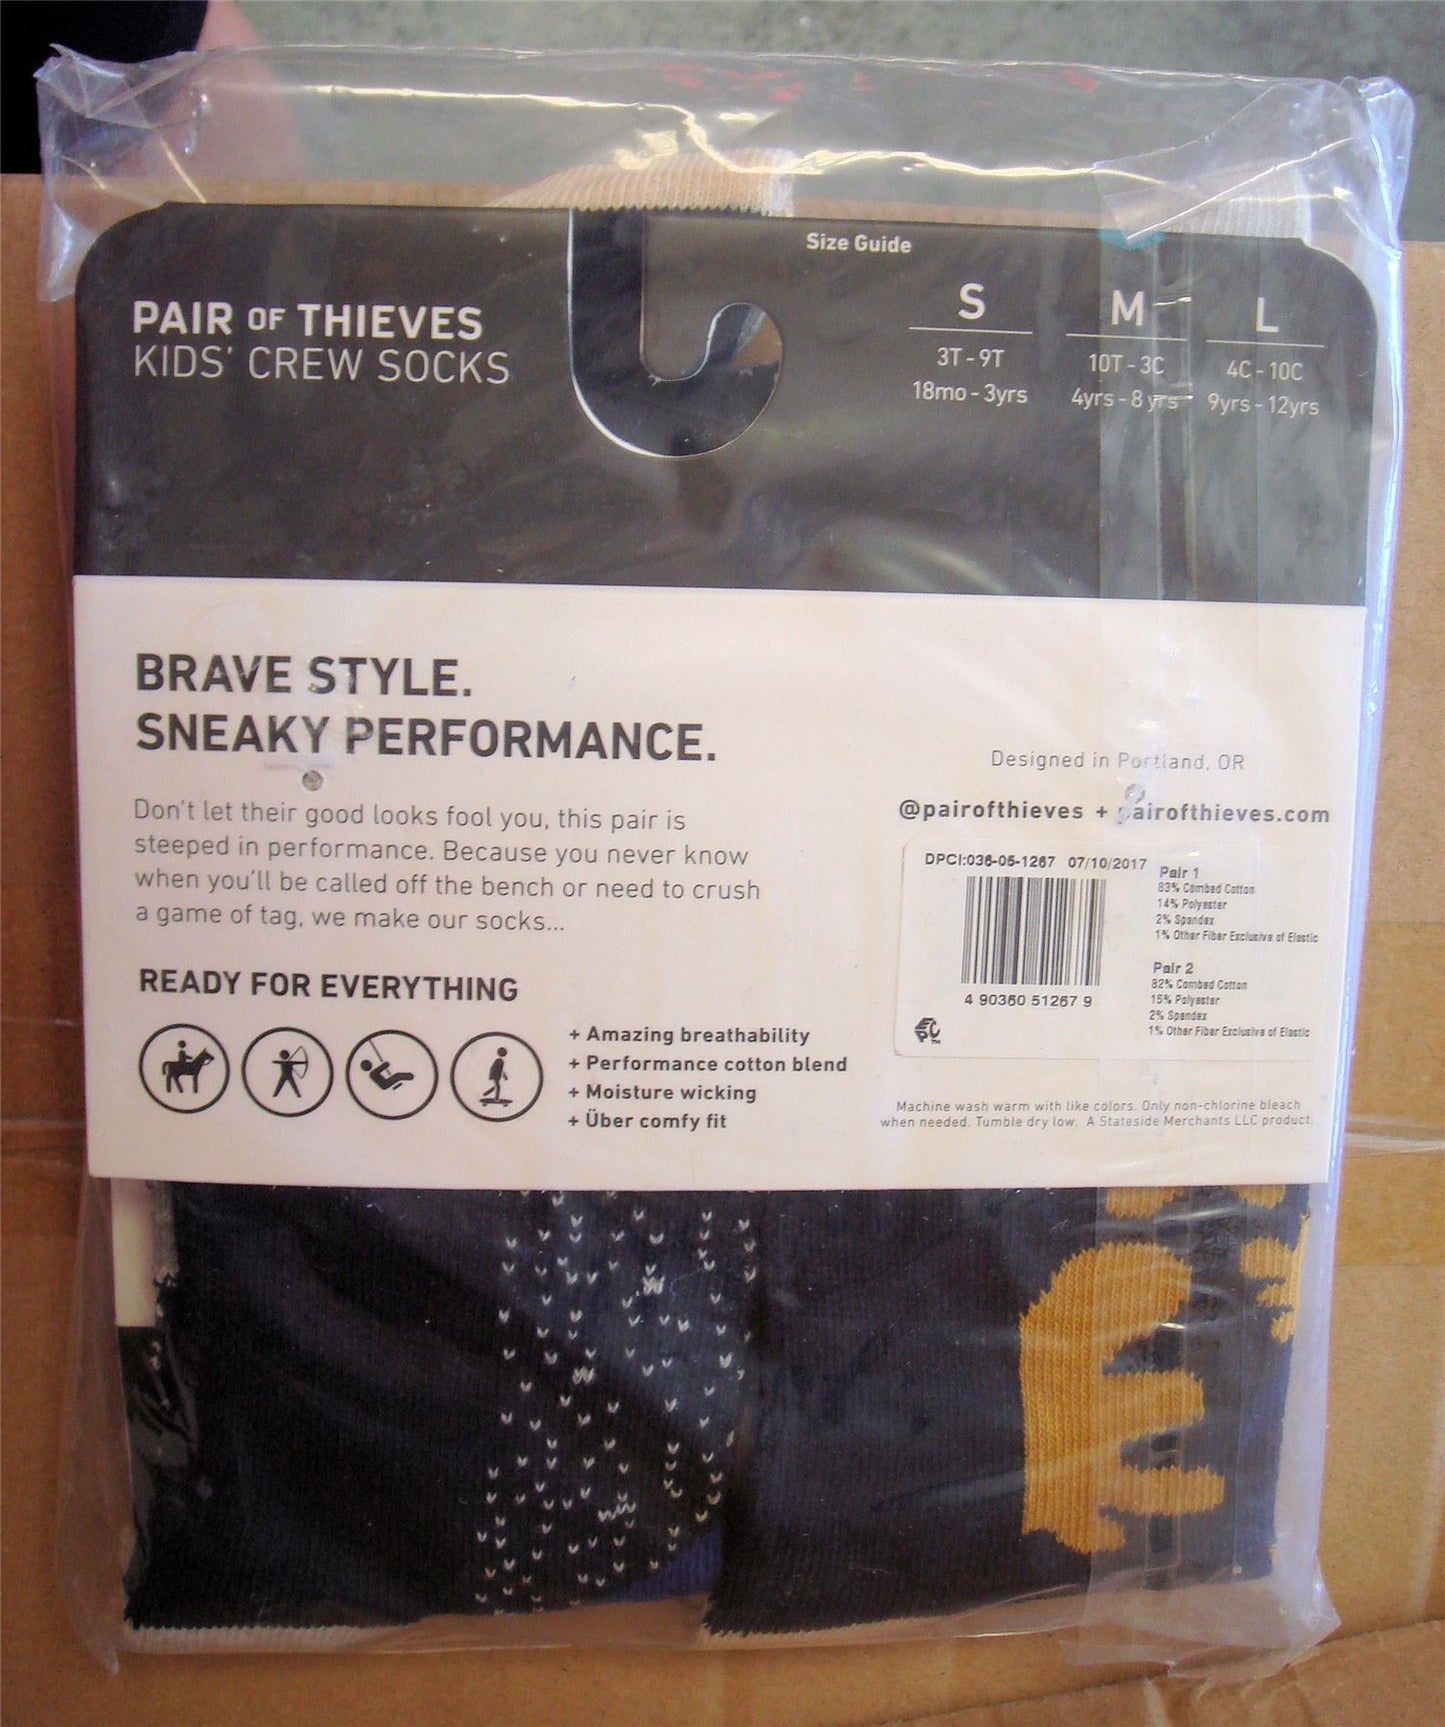 PAIR OF THIEVES
KIDS' CREW SOCKS
Size Guide
S M L
3T - 9T 10T - 3C 4C - 10C
18mo - 3yrs 4yrs - 8 yrs 9yrs - 12yrs
BRAVE STYLE.
SNEAKY PERFORMANCE.
Don't let their good looks fool you, this pair is
steeped in performance. Because you never know
when you'll be called off the bench or need to crush
a game of tag, we make our socks...
READY FOR EVERYTHING
+ Amazing breathability
+ Performance cotton blend
+ Moisture wicking
+ Über comfy fit
Designed in Portland, OR
@pairofthieves + pairofthieves.com
DPCI:036-05-1267 07/10/2017
4 90360 51267 9
Pair 1
83% Combed Cotton
14% Polyester
2% Spandex
1% Other Fiber Exclusive of Elastic
Pair 2
82% Combed Cotton
15% Polyester
2% Spandex
1% Other Fiber Exclusive of Elastic
Machine wash warm with like colors. Only non-chlorine bleach
when needed. Tumble dry low. A Stateside Merchants LLC product.